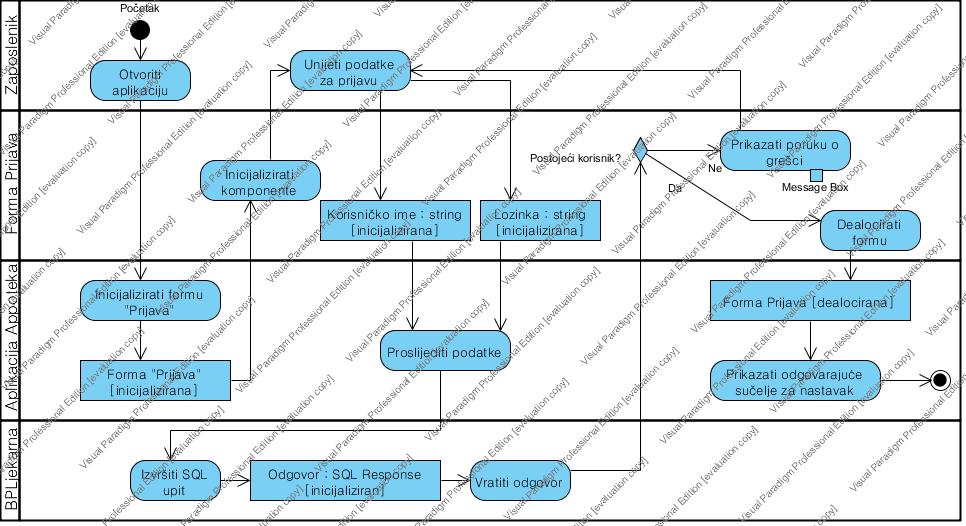 Početak
Zaposlenik
Otvoriti
aplikaciju
Unijeti podatke
za prijavu
Forma Prijava
Inicijalizirati
komponente
Korisničko ime : string
[inicijalizirana]
Lozinka : string
[inicijalizirana]
Postojeći korisnik?
Ne
Da
Prikazati poruku o
grešci
Message Box
Dealocirati
formu
Aplikacija Appoteka
Inicijalizirati formu
"Prijava"
Forma "Prijava"
[inicijalizirana]
Proslijediti podatke
Forma Prijava [dealocirana]
Prikazati odgovarajuće
sučelje za nastavak
BPLjekarna
Izvršiti SQL
upit
Odgovor : SQL Response
[inicijaliziran]
Vratiti odgovor
Visual Paradigm Professional Edition [evaluation copy]